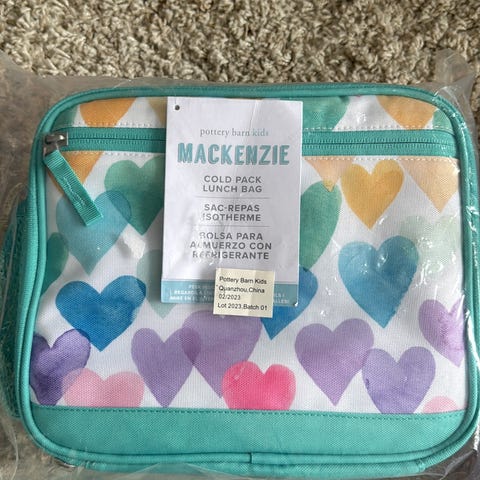 pottery barn kids
MACKENZIE
COLD PACK
LUNCH BAG
SAC-REPAS
ISOTHERME
BOLSA PARA
ALMUERZO CON
REFRIGERANTE
Pottery Barn Kids
Quanzhou,China
02/2023
Lot 2023,Batch 01